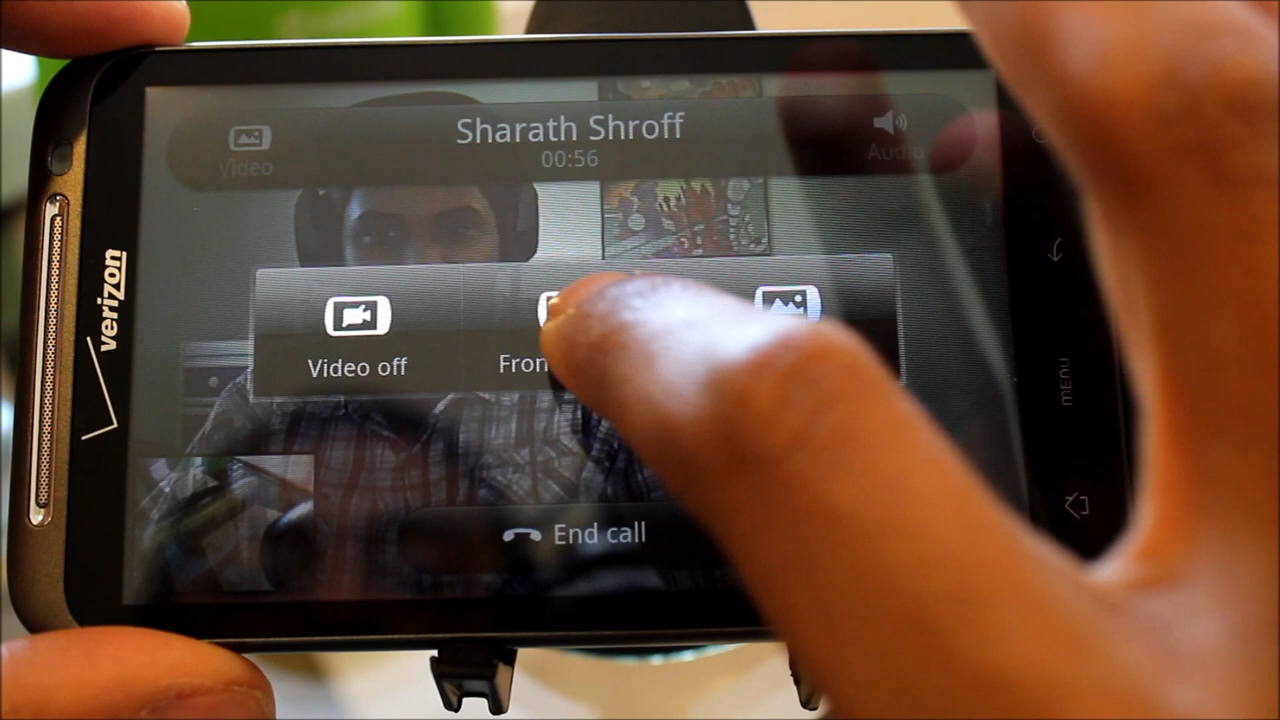 Sharath Shroff
00:56
Video
Audio
Video off
Fron
End call
verizon
MENU